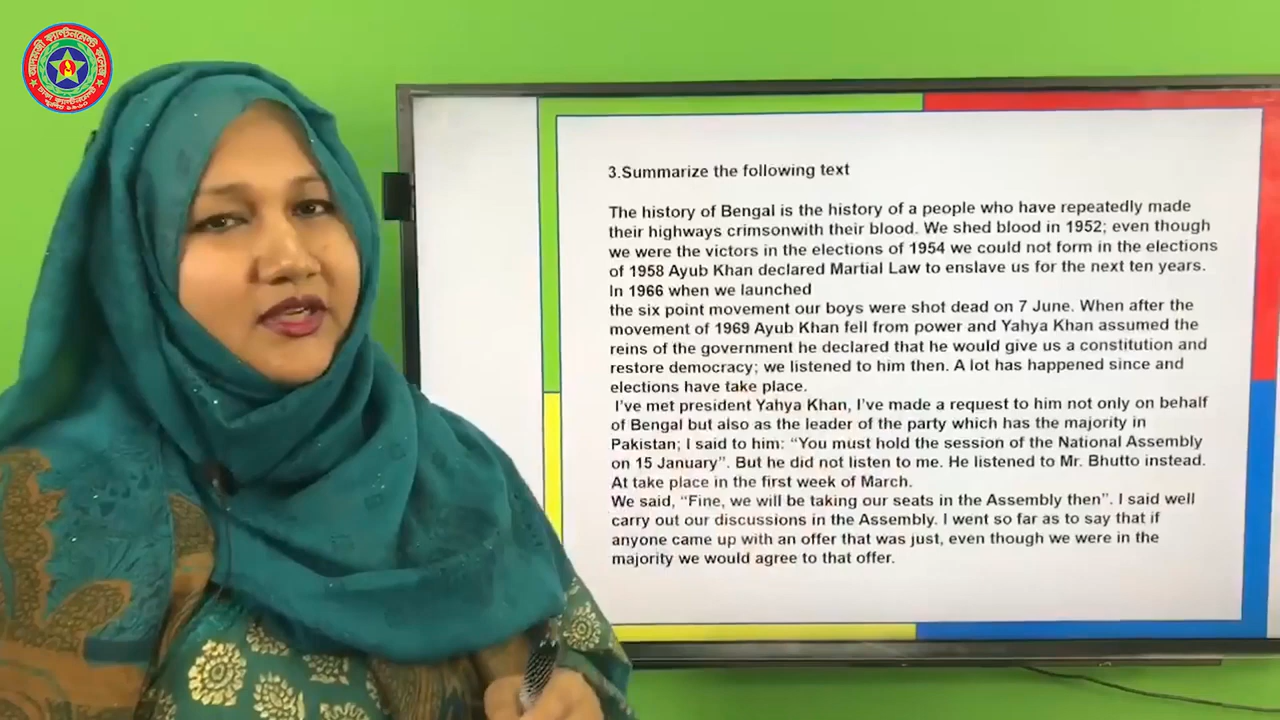 আদমজী ক্যান্টনমেন্ট কলেজ
ঢাকা ক্যান্টনমেন্ট
3.Summarize the following text
The history of Bengal is the history of a people who have repeatedly made
their highways crimsonwith their blood. We shed blood in 1952; even though
we were the victors in the elections of 1954 we could not form in the elections
of 1958 Ayub Khan declared Martial Law to enslave us for the next ten years.
In 1966 when we launched
the six point movement our boys were shot dead on 7 June. When after the
movement of 1969 Ayub Khan fell from power and Yahya Khan assumed the
reins of the government he declared that he would give us a constitution and
restore democracy; we listened to him then. A lot has happened since and
elections have take place.
I've met president Yahya Khan, I've made a request to him not only on behalf
of Bengal but also as the leader of the party which has the majority in
Pakistan; I said to him: “You must hold the session of the National Assembly
on 15 January”. But he did not listen to me. He listened to Mr. Bhutto instead.
At take place in the first week of March.
We said, “Fine, we will be taking our seats in the Assembly then”. I said well
carry out our discussions in the Assembly. I went so far as to say that if
anyone came up with an offer that was just, even though we were in the
majority we would agree to that offer.